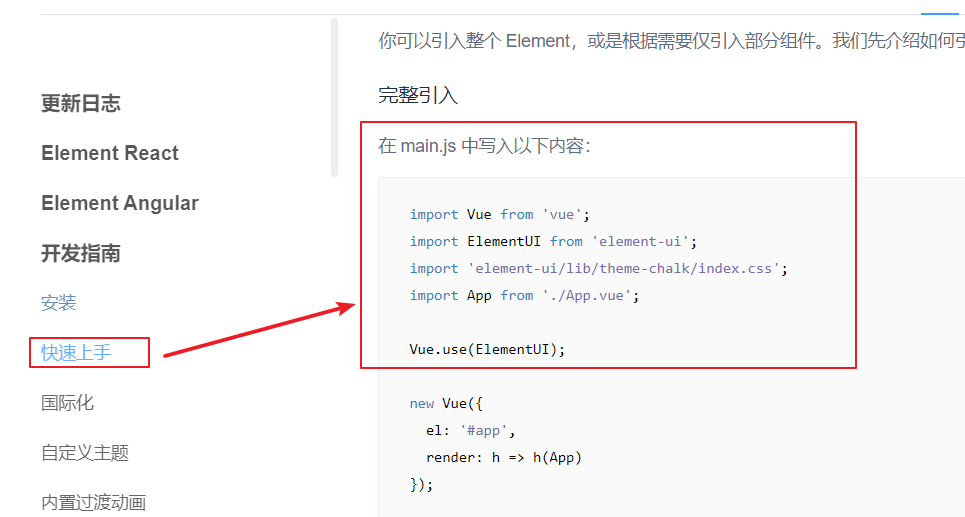 你可以引入整个 Element，或是根据需要仅引入部分组件。我们先介绍如何
完整引入
在 main.js 中写入以下内容：
import Vue from 'vue';
import ElementUI from 'element-ui';
import 'element-ui/lib/theme-chalk/index.css';
import App from './App.vue';
Vue.use(ElementUI);
new Vue({
  el: '#app',
  render: h => h(App)
});
更新日志
Element React
Element Angular
开发指南
安装
快速上手
国际化
自定义主题
内置过渡动画